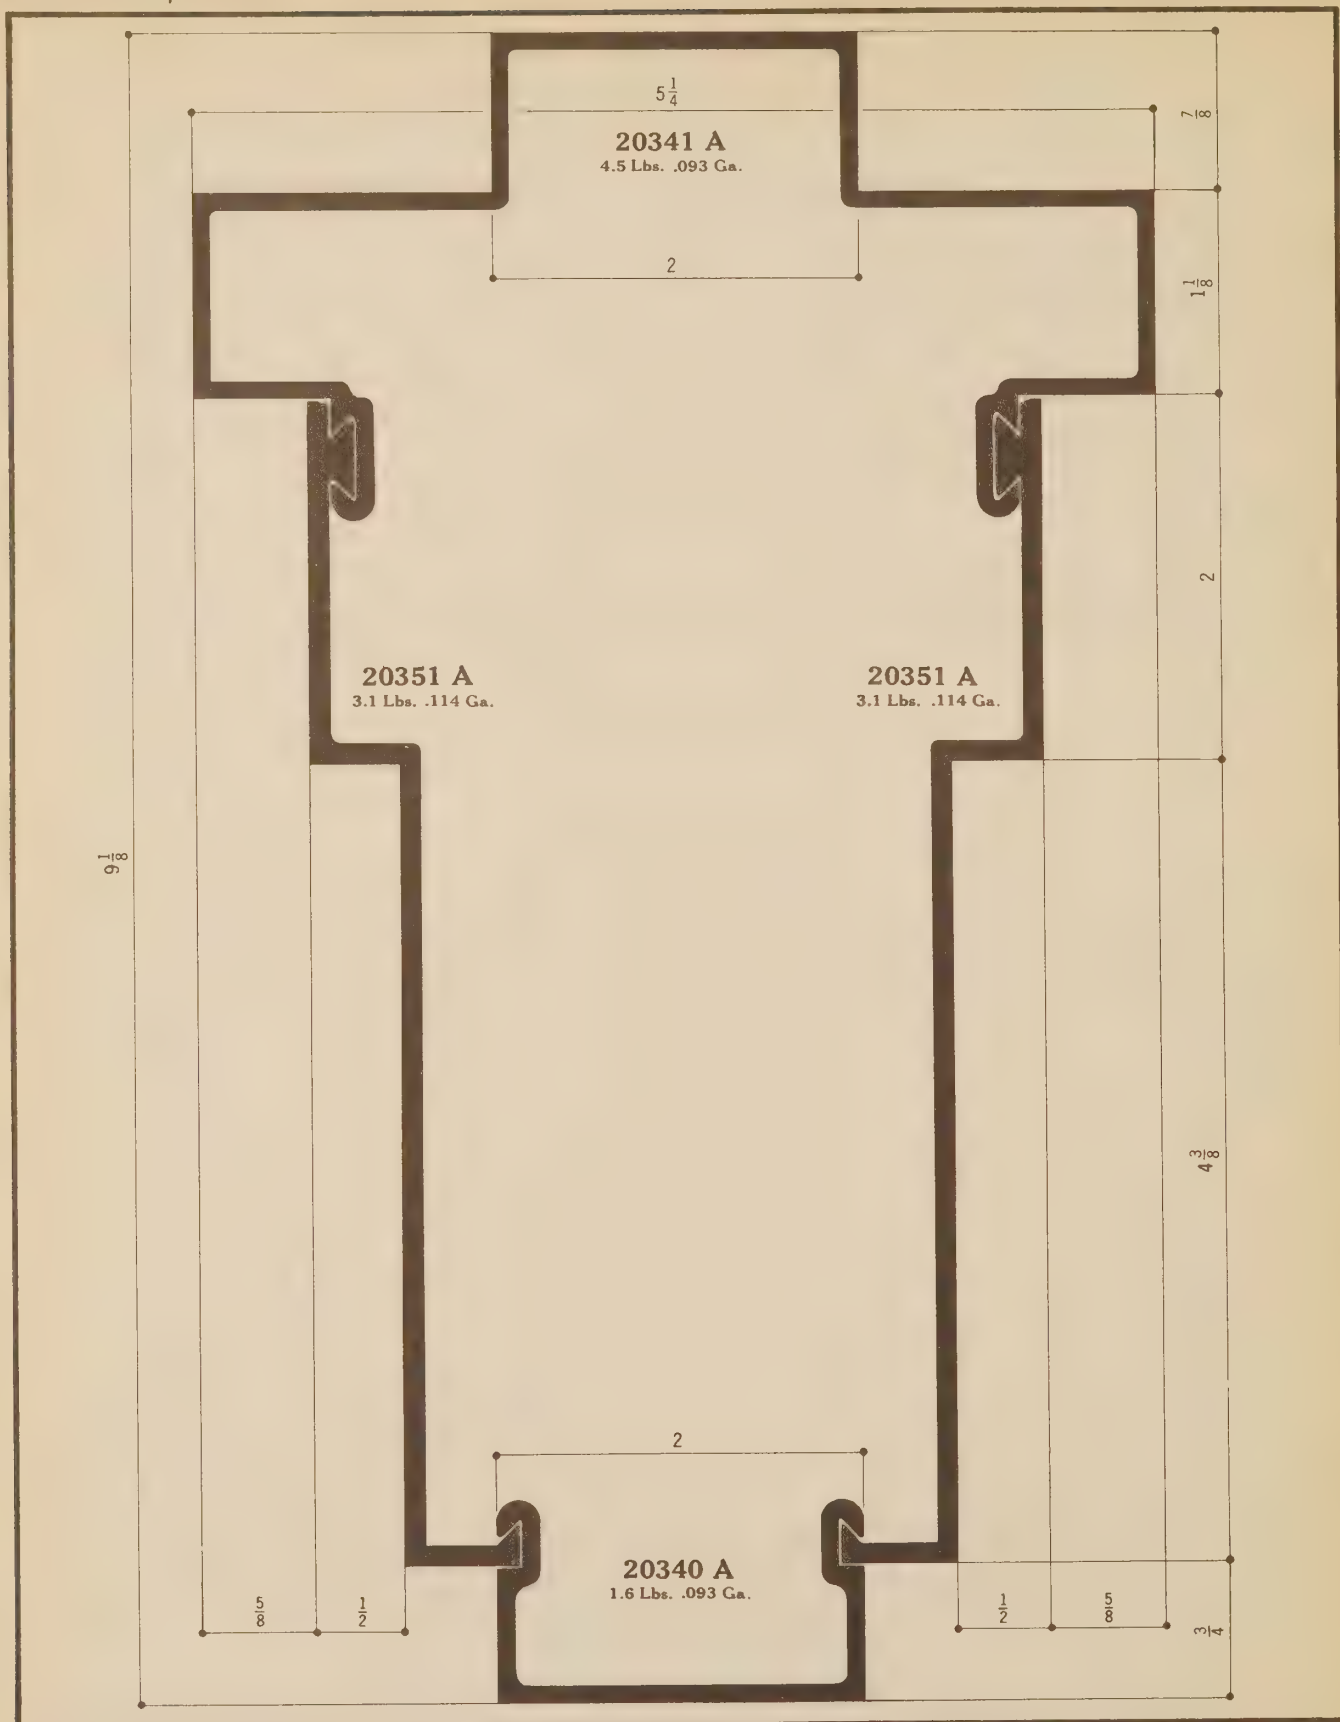 5 1/4
7/8
20341 A
4.5 Lbs. .093 Ga.
2
1 1/8
2
20351 A
3.1 Lbs. .114 Ga.
20351 A
3.1 Lbs. .114 Ga.
9 1/8
4 3/8
2
20340 A
1.6 Lbs. .093 Ga.
5/8
1/2
1/2
5/8
3/4